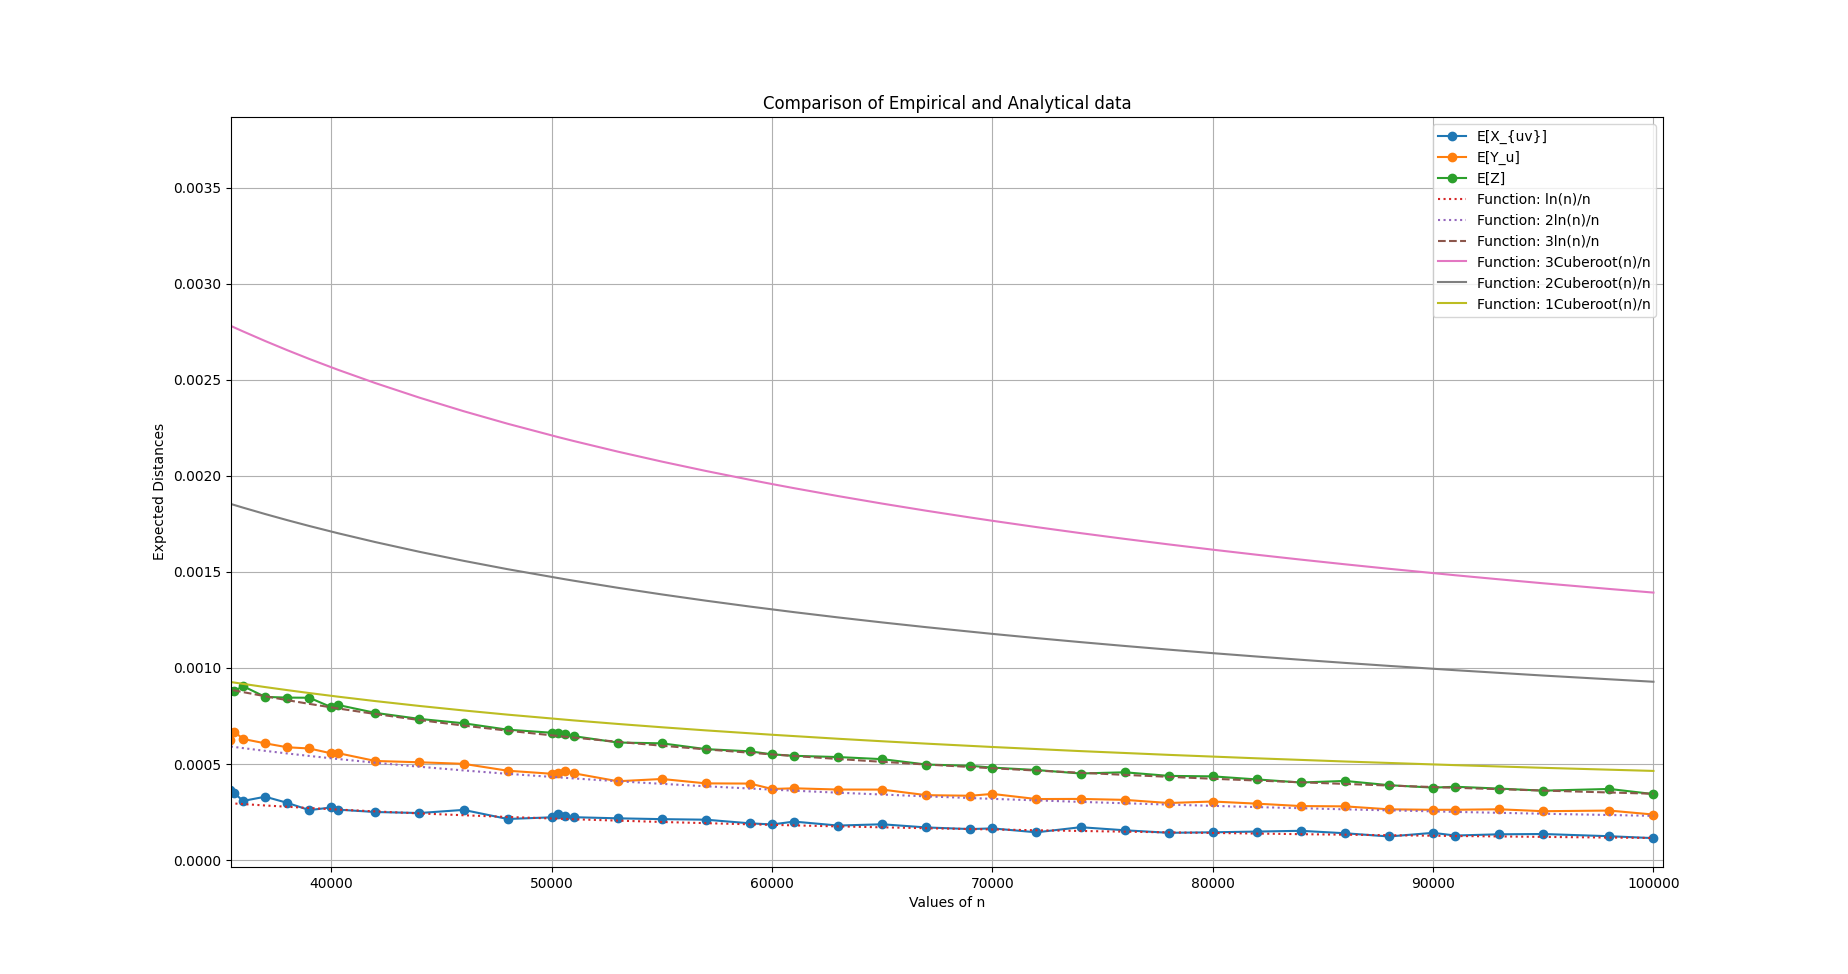 Comparison of Empirical and Analytical data
E[X_{uv}]
E[Y_u]
E[Z]
Function: ln(n)/n
Function: 2ln(n)/n
Function: 3ln(n)/n
Function: 3Cuberoot(n)/n
Function: 2Cuberoot(n)/n
Function: 1Cuberoot(n)/n
Expected Distances
0.0035
0.0030
0.0025
0.0020
0.0015
0.0010
0.0005
0.0000
40000 50000 60000 70000 80000 90000 100000
Values of n